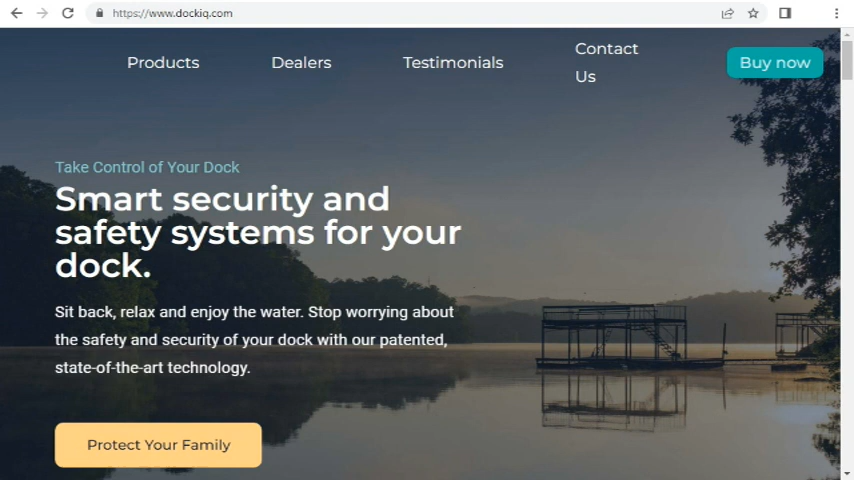 https://www.dockiq.com
Products
Dealers
Testimonials
Contact
Us
Buy now
Take Control of Your Dock
Smart security and
safety systems for your
dock.
Sit back, relax and enjoy the water. Stop worrying about
the safety and security of your dock with our patented,
state-of-the-art technology.
Protect Your Family